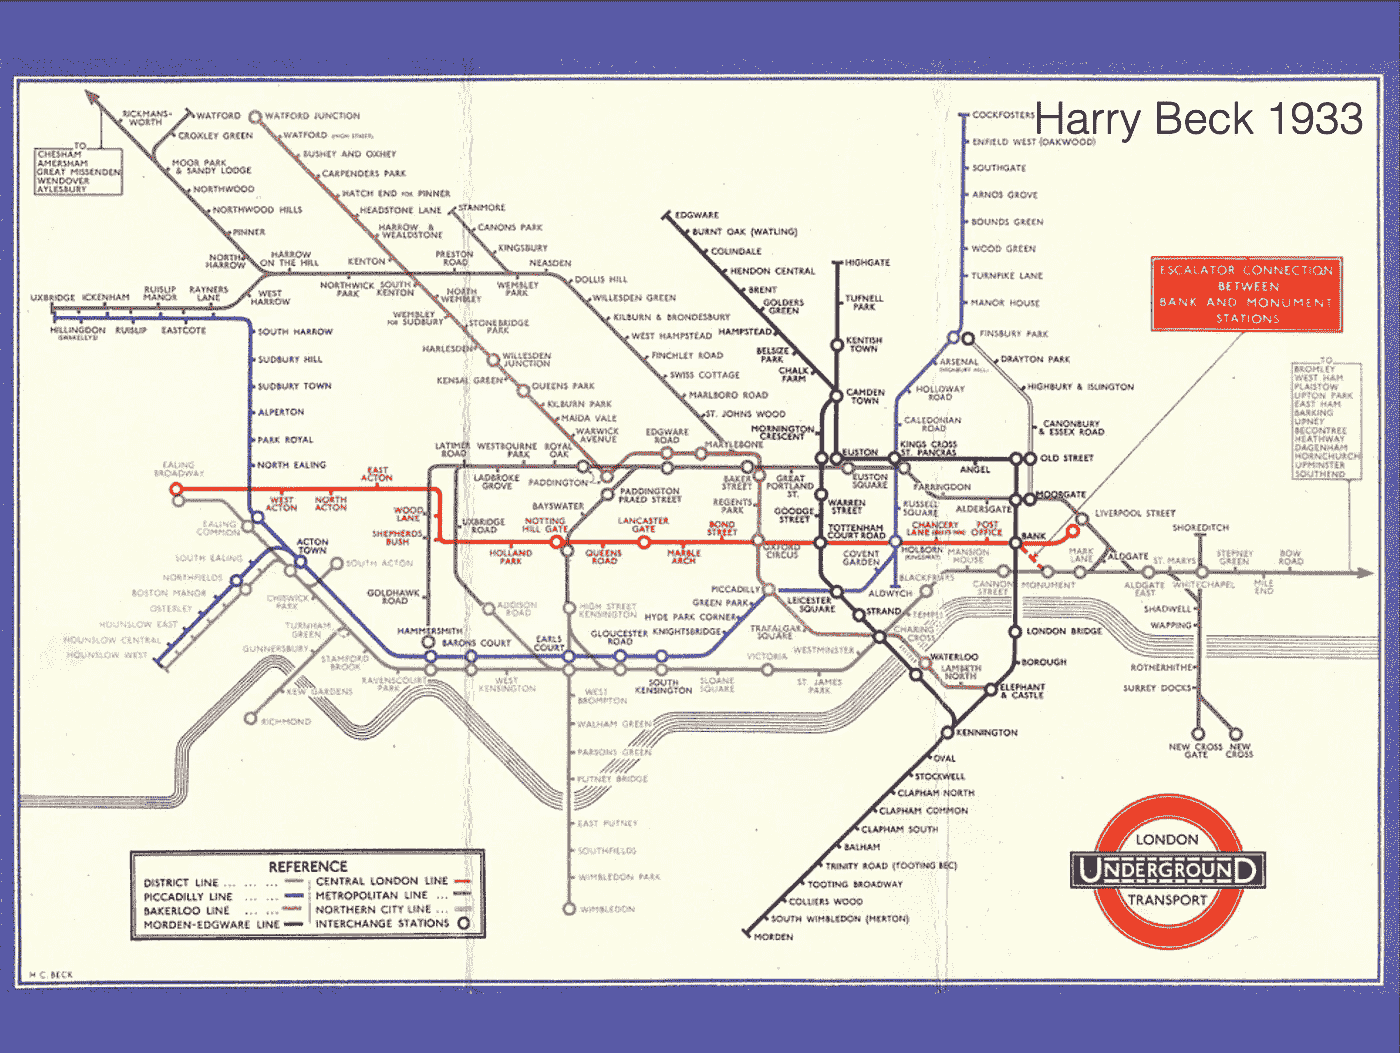 Harry Beck 1933
RICKMANS-
WORTH
WATFORD
CROXLEY GREEN
TO
CHESHAM
AMERSHAM
GREAT MISSENDEN
WENDOVER
AYLESBURY
MOOR PARK
& SANDY LODGE
NORTHWOOD
NORTHWOOD HILLS
PINNER
NORTH
HARROW
HARROW
ON THE HILL
WATFORD JUNCTION
WATFORD (HIGH STREET)
BUSHEY AND OXHEY
CARPENDERS PARK
HATCH END FOR PINNER
HEADSTONE LANE
HARROW &
WEALDSTONE
KENTON
PRESTON
ROAD
NORTHWICK
PARK
SOUTH
KENTON
NORTH
WEMBLEY
WEMBLEY
FOR SUDBURY
STONEBRIDGE
PARK
HARLESDEN
WILLESDEN
JUNCTION
KENSAL GREEN
QUEENS PARK
KILBURN PARK
MAIDA VALE
WARWICK
AVENUE
STANMORE
CANONS PARK
KINGSBURY
WEMBLEY
PARK
NEASDEN
DOLLIS HILL
WILLESDEN GREEN
KILBURN & BRONDESBURY
WEST HAMPSTEAD
FINCHLEY ROAD
SWISS COTTAGE
MARLBORO ROAD
ST. JOHNS WOOD
UXBRIDGE
ICKENHAM
RUISLIP
MANOR
RAYNERS
LANE
WEST
HARROW
HILLINGDON
(SWAKELEYS)
RUISLIP
EASTCOTE
SOUTH HARROW
SUDBURY HILL
SUDBURY TOWN
ALPERTON
PARK ROYAL
NORTH EALING
EDGWARE
BURNT OAK (WATLING)
COLINDALE
HENDON CENTRAL
BRENT
GOLDERS
GREEN
HAMPSTEAD
BELSIZE
PARK
CHALK
FARM
HIGHGATE
TUFNELL
PARK
KENTISH
TOWN
CAMDEN
TOWN
MORNINGTON
CRESCENT
COCKFOSTERS
ENFIELD WEST (OAKWOOD)
SOUTHGATE
ARNOS GROVE
BOUNDS GREEN
WOOD GREEN
TURNPIKE LANE
MANOR HOUSE
FINSBURY PARK
ARSENAL
(HIGHBURY HILL)
HOLLOWAY
ROAD
CALEDONIAN
ROAD
DRAYTON PARK
HIGHBURY & ISLINGTON
CANONBURY
& ESSEX ROAD
ESCALATOR CONNECTION
BETWEEN
BANK AND MONUMENT
STATIONS
TO
BROMLEY
WEST HAM
PLAISTOW
UPTON PARK
EAST HAM
BARKING
UPNEY
BECONTREE
HEATHWAY
DAGENHAM
HORNCHURCH
UPMINSTER
SOUTHEND
EALING
BROADWAY
WEST
ACTON
NORTH
ACTON
EAST
ACTON
WOOD
LANE
SHEPHERDS
BUSH
LATIMER
ROAD
WESTBOURNE
PARK
ROYAL
OAK
LADBROKE
GROVE
PADDINGTON
EDGWARE
ROAD
MARYLEBONE
BAKER
STREET
GREAT
PORTLAND
ST.
EUSTON
EUSTON
SQUARE
KINGS CROSS
ST. PANCRAS
ANGEL
OLD STREET
FARRINGDON
ALDERSGATE
MOORGATE
LIVERPOOL STREET
PADDINGTON
PRAED STREET
BAYSWATER
REGENTS
PARK
GOODGE
STREET
WARREN
STREET
RUSSELL
SQUARE
UXBRIDGE
ROAD
NOTTING
HILL GATE
LANCASTER
GATE
BOND
STREET
TOTTENHAM
COURT ROAD
CHANCERY
LANE
POST
OFFICE
BANK
HOLLAND
PARK
QUEENS
ROAD
MARBLE
ARCH
OXFORD
CIRCUS
COVENT
GARDEN
HOLBORN
(KINGSWAY)
MANSION
HOUSE
MARK
LANE
ALDGATE
SHOREDITCH
ST. MARYS
STEPNEY
GREEN
BOW
ROAD
ALDGATE
EAST
WHITECHAPEL
MILE
END
CANNON
STREET
MONUMENT
BLACKFRIARS
ALDWYCH
TEMPLE
CHARING
CROSS
STRAND
LEICESTER
SQUARE
PICCADILLY
GREEN PARK
HYDE PARK CORNER
KNIGHTSBRIDGE
TRAFALGAR
SQUARE
WESTMINSTER
EALING
COMMON
SOUTH EALING
NORTHFIELDS
BOSTON MANOR
OSTERLEY
HOUNSLOW EAST
HOUNSLOW CENTRAL
HOUNSLOW WEST
ACTON
TOWN
SOUTH ACTON
CHISWICK
PARK
TURNHAM
GREEN
GUNNERSBURY
KEW GARDENS
RICHMOND
STAMFORD
BROOK
RAVENSCOURT
PARK
GOLDHAWK
ROAD
HAMMERSMITH
BARONS COURT
WEST
KENSINGTON
ADDISON
ROAD
HIGH STREET
KENSINGTON
EARLS
COURT
GLOUCESTER
ROAD
SOUTH
KENSINGTON
SLOANE
SQUARE
VICTORIA
ST. JAMES
PARK
WEST
BROMPTON
WALHAM GREEN
PARSONS GREEN
PUTNEY BRIDGE
EAST PUTNEY
SOUTHFIELDS
WIMBLEDON PARK
WIMBLEDON
WATERLOO
LAMBETH
NORTH
ELEPHANT
& CASTLE
LONDON BRIDGE
BOROUGH
KENNINGTON
OVAL
STOCKWELL
CLAPHAM NORTH
CLAPHAM COMMON
CLAPHAM SOUTH
BALHAM
TRINITY ROAD (TOOTING BEC)
TOOTING BROADWAY
COLLIERS WOOD
SOUTH WIMBLEDON (MERTON)
MORDEN
SHADWELL
WAPPING
ROTHERHITHE
SURREY DOCKS
NEW CROSS
GATE
NEW
CROSS
REFERENCE
DISTRICT LINE ... ... ...
PICCADILLY LINE ... ...
BAKERLOO LINE ... ...
MORDEN-EDGWARE LINE
CENTRAL LONDON LINE
METROPOLITAN LINE ...
NORTHERN CITY LINE ...
INTERCHANGE STATIONS
LONDON
UNDERGROUND
TRANSPORT
H.C. BECK